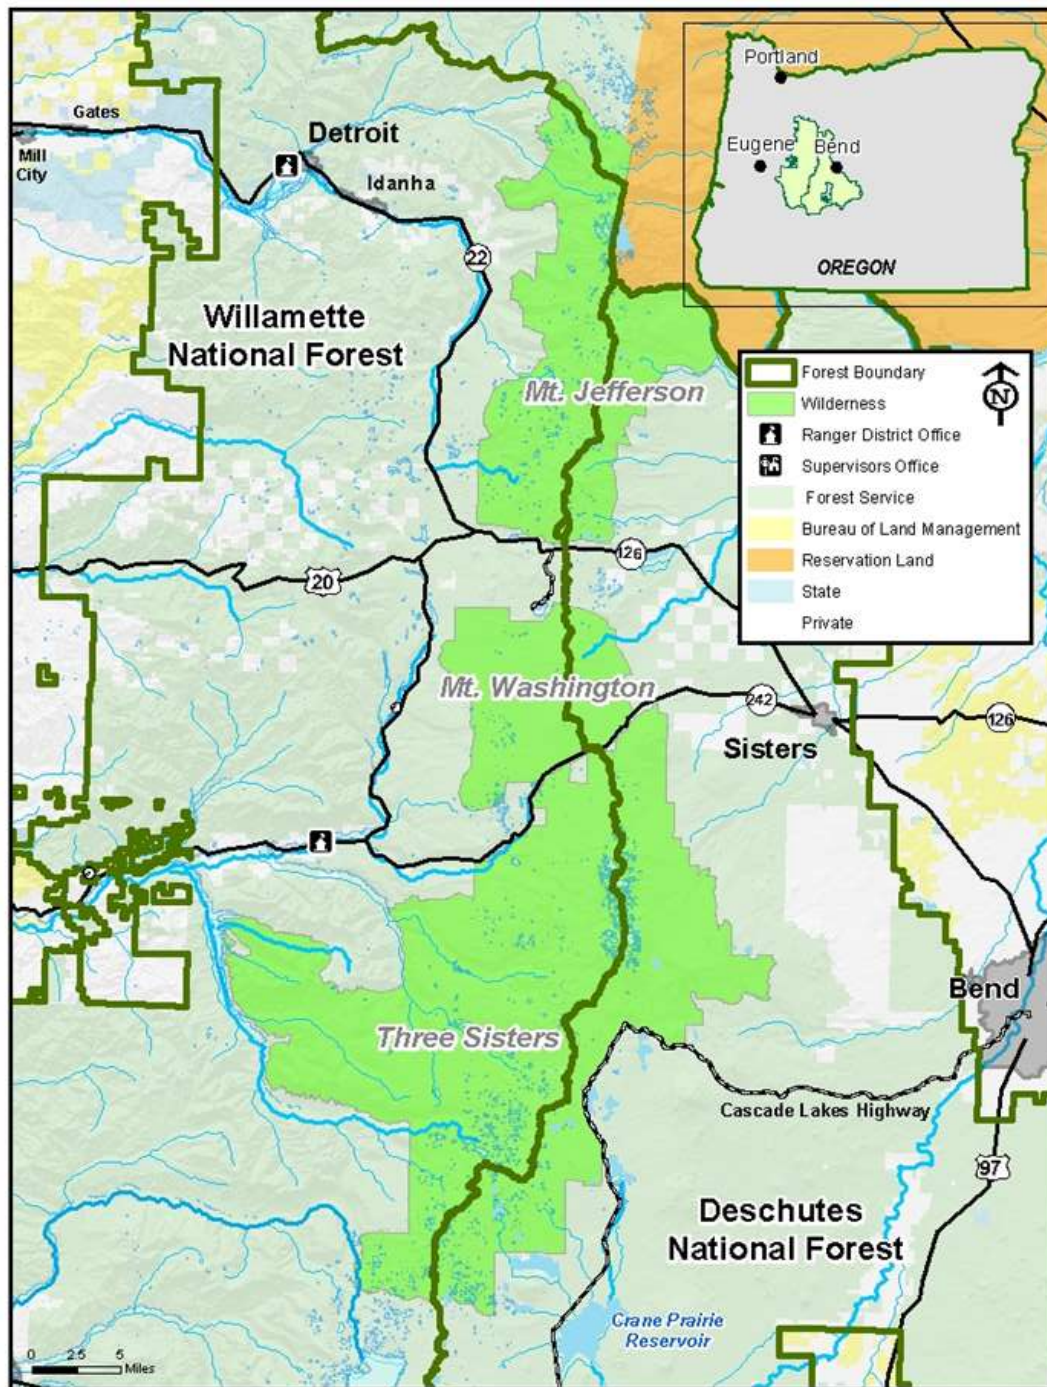 Portland
Eugene
Bend
OREGON
Gates
Mill
City
Detroit
Idanha
22
Willamette
National Forest
Mt. Jefferson
Forest Boundary
N
Wilderness
Ranger District Office
Supervisors Office
Forest Service
Bureau of Land Management
Reservation Land
State
Private
20
126
Mt. Washington
242
126
Sisters
Bend
Three Sisters
Cascade Lakes Highway
97
Deschutes
National Forest
Crane Prairie
Reservoir
0 2.5 5
Miles